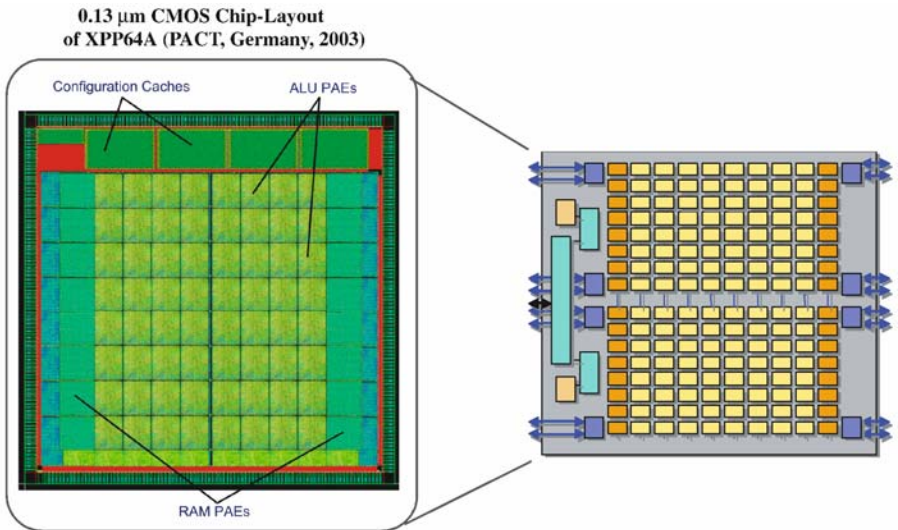 0.13 μm CMOS Chip-Layout
of XPP64A (PACT, Germany, 2003)
Configuration Caches
ALU PAEs
RAM PAEs